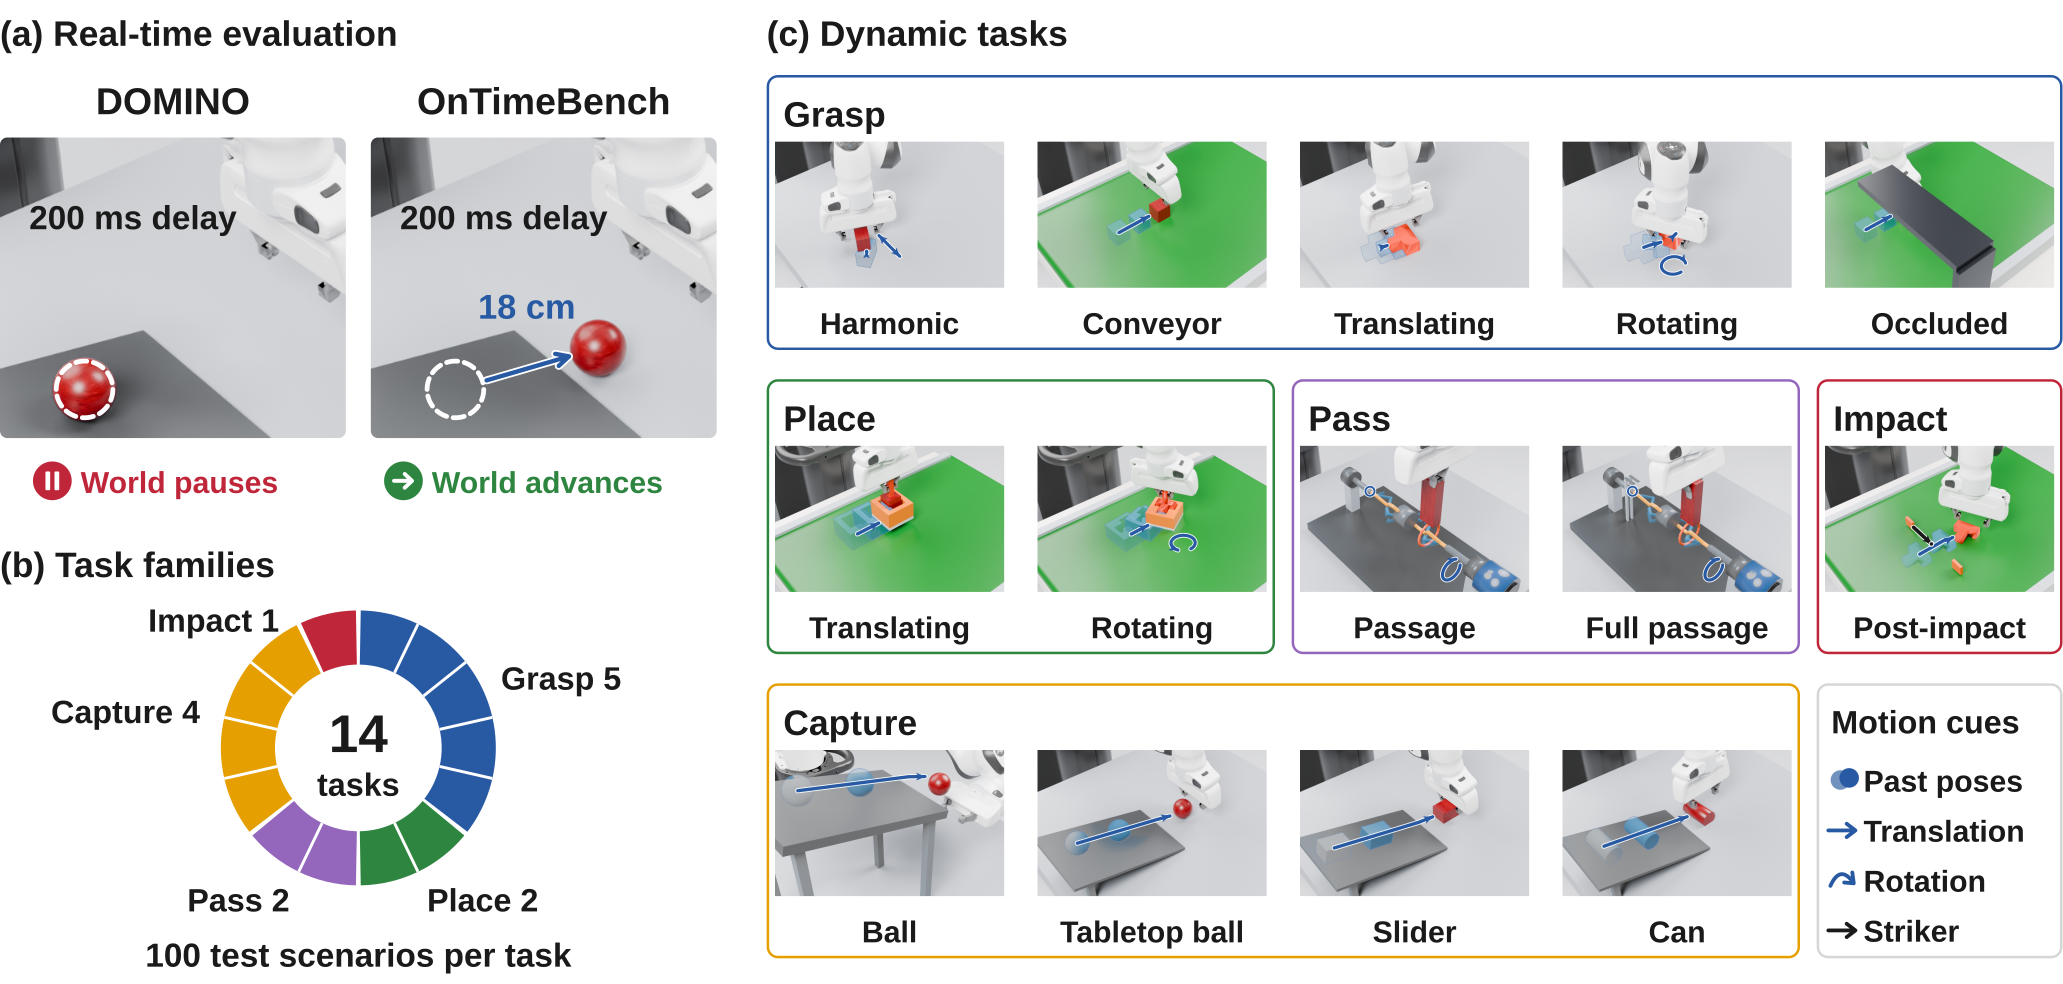 (a) Real-time evaluation
DOMINO
OnTimeBench
200 ms delay
200 ms delay
18 cm
World pauses
World advances
(b) Task families
Impact 1
Grasp 5
Capture 4
14
tasks
Pass 2
Place 2
100 test scenarios per task
(c) Dynamic tasks
Grasp
Harmonic
Conveyor
Translating
Rotating
Occluded
Place
Translating
Rotating
Pass
Passage
Full passage
Impact
Post-impact
Capture
Ball
Tabletop ball
Slider
Can
Motion cues
Past poses
Translation
Rotation
Striker